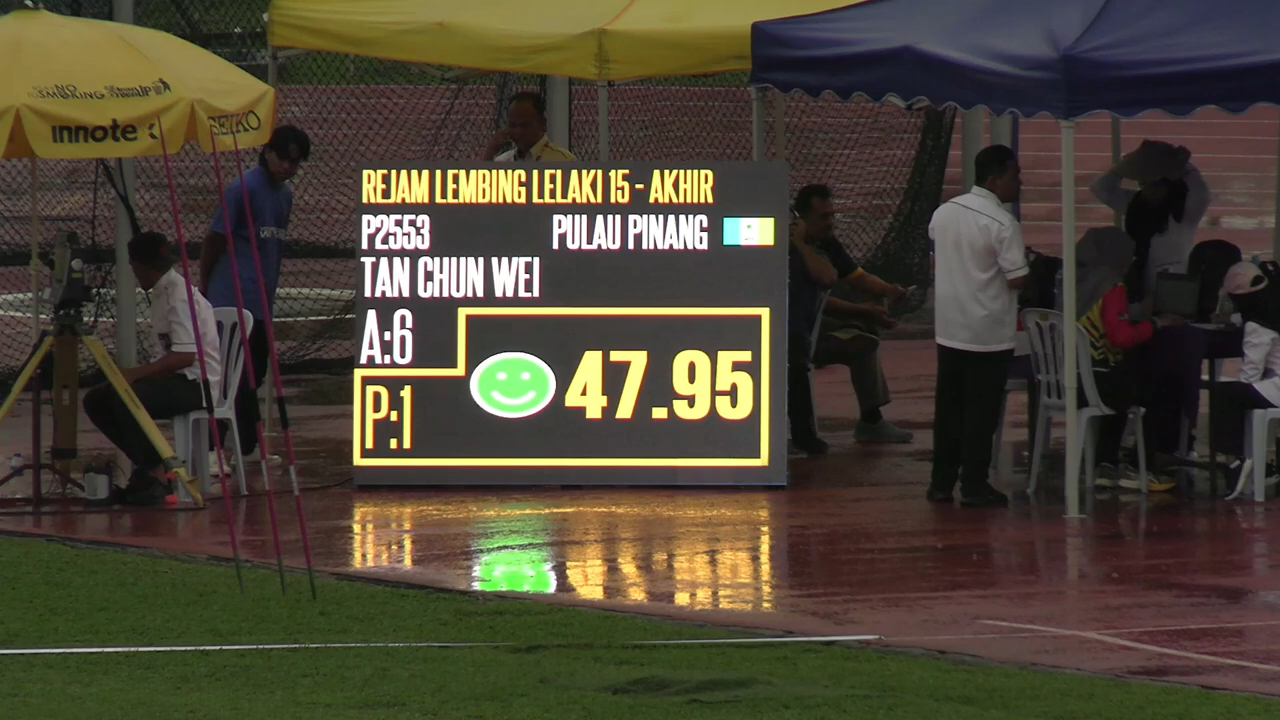 NO
SMOKING
innote
SEIKO
REJAM LEMBING LELAKI 15 - AKHIR
P2553 PULAU PINANG
TAN CHUN WEI
A:6
P:1
47.95